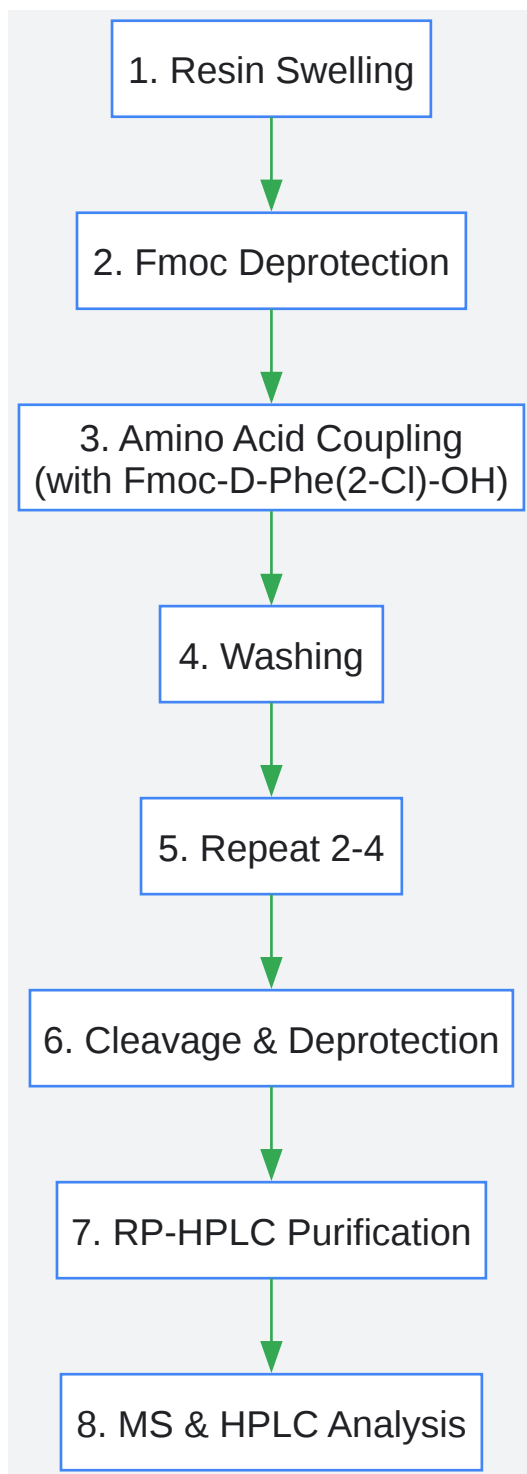 1. Resin Swelling
2. Fmoc Deprotection
3. Amino Acid Coupling
(with Fmoc-D-Phe(2-Cl)-OH)
4. Washing
5. Repeat 2-4
6. Cleavage & Deprotection
7. RP-HPLC Purification
8. MS & HPLC Analysis